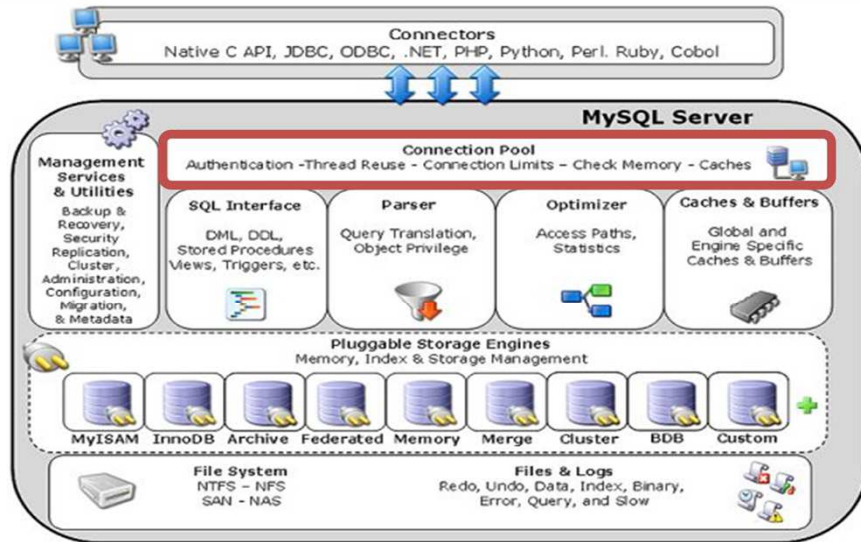 Connectors
Native C API, JDBC, ODBC, .NET, PHP, Python, Perl. Ruby, Cobol
MySQL Server
Connection Pool
Authentication -Thread Reuse - Connection Limits – Check Memory - Caches
Management
Services
& Utilities
Backup &
Recovery,
Security
Replication,
Cluster,
Administration,
Configuration,
Migration,
& Metadata
SQL Interface
DML, DDL,
Stored Procedures
Views, Triggers, etc.
Parser
Query Translation,
Object Privilege
Optimizer
Access Paths,
Statistics
Caches & Buffers
Global and
Engine Specific
Caches & Buffers
Pluggable Storage Engines
Memory, Index & Storage Management
MyISAM InnoDB Archive Federated Memory Merge Cluster BDB Custom
File System
NTFS – NFS
SAN - NAS
Files & Logs
Redo, Undo, Data, Index, Binary,
Error, Query, and Slow